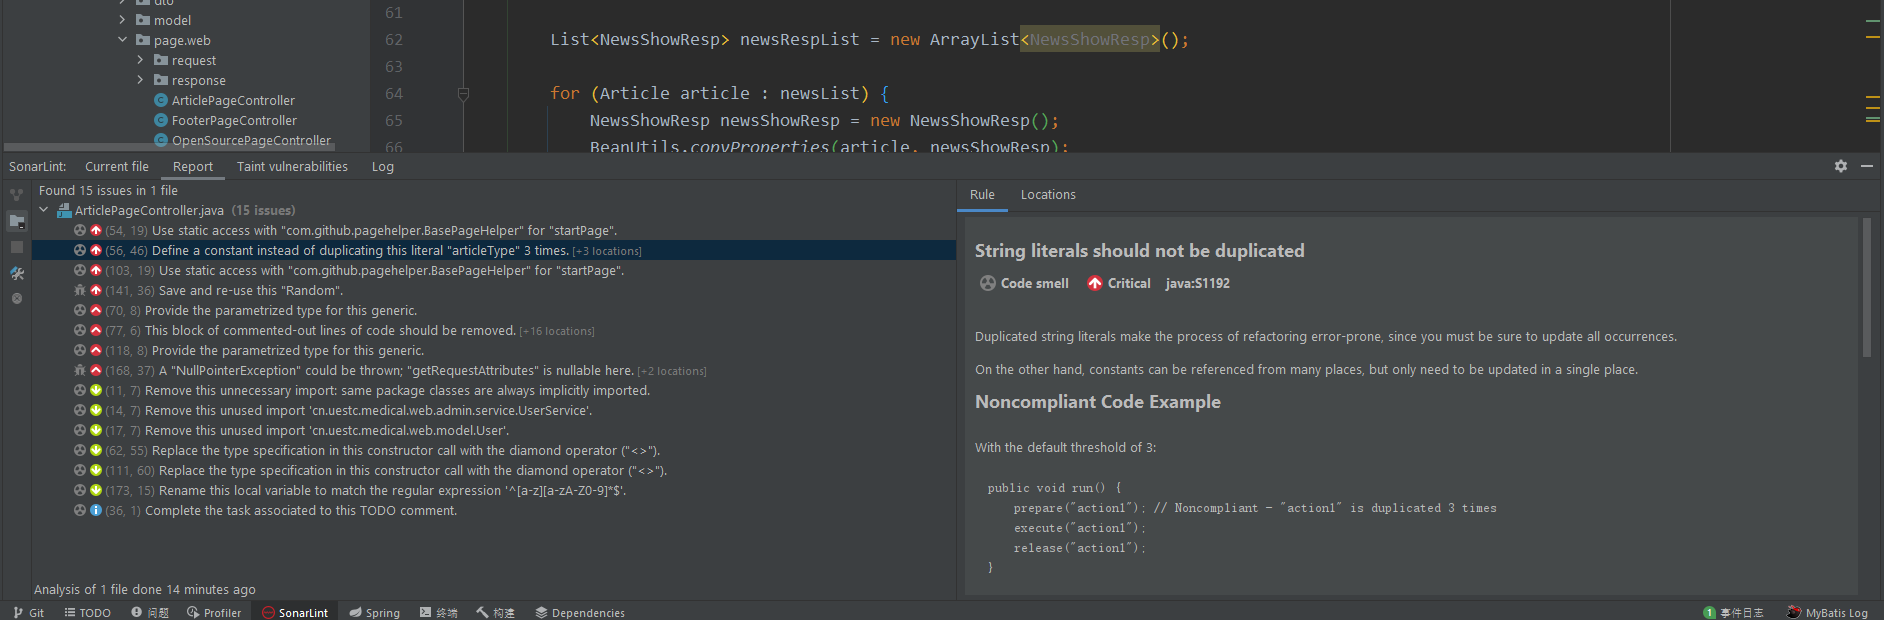 dto
model
page.web
request
response
ArticlePageController
FooterPageController
OpenSourcePageController
61
62 List<NewsShowResp> newsRespList = new ArrayList<NewsShowResp>();
63
64 for (Article article : newsList) {
65 NewsShowResp newsShowResp = new NewsShowResp();
66 BeanUtils.copyProperties(article, newsShowResp);
SonarLint: Current file Report Taint vulnerabilities Log
Found 15 issues in 1 file
ArticlePageController.java (15 issues)
(54, 19) Use static access with "com.github.pagehelper.BasePageHelper" for "startPage".
(56, 46) Define a constant instead of duplicating this literal "articleType" 3 times. [+3 locations]
(103, 19) Use static access with "com.github.pagehelper.BasePageHelper" for "startPage".
(141, 36) Save and re-use this "Random".
(70, 8) Provide the parametrized type for this generic.
(77, 6) This block of commented-out lines of code should be removed. [+16 locations]
(118, 8) Provide the parametrized type for this generic.
(168, 37) A "NullPointerException" could be thrown; "getRequestAttributes" is nullable here. [+2 locations]
(11, 7) Remove this unnecessary import: same package classes are always implicitly imported.
(14, 7) Remove this unused import 'cn.uestc.medical.web.admin.service.UserService'.
(17, 7) Remove this unused import 'cn.uestc.medical.web.model.User'.
(62, 55) Replace the type specification in this constructor call with the diamond operator ("<>").
(111, 60) Replace the type specification in this constructor call with the diamond operator ("<>").
(173, 15) Rename this local variable to match the regular expression '^[a-z][a-zA-Z0-9]*$'.
(36, 1) Complete the task associated to this TODO comment.
Analysis of 1 file done 14 minutes ago
Rule Locations
String literals should not be duplicated
Code smell Critical java:S1192
Duplicated string literals make the process of refactoring error-prone, since you must be sure to update all occurrences.
On the other hand, constants can be referenced from many places, but only need to be updated in a single place.
Noncompliant Code Example
With the default threshold of 3:
public void run() {
prepare("action1"); // Noncompliant - "action1" is duplicated 3 times
execute("action1");
release("action1");
}
Git TODO 问题 Profiler SonarLint Spring 终端 构建 Dependencies 1 事件日志 MyBatis Log